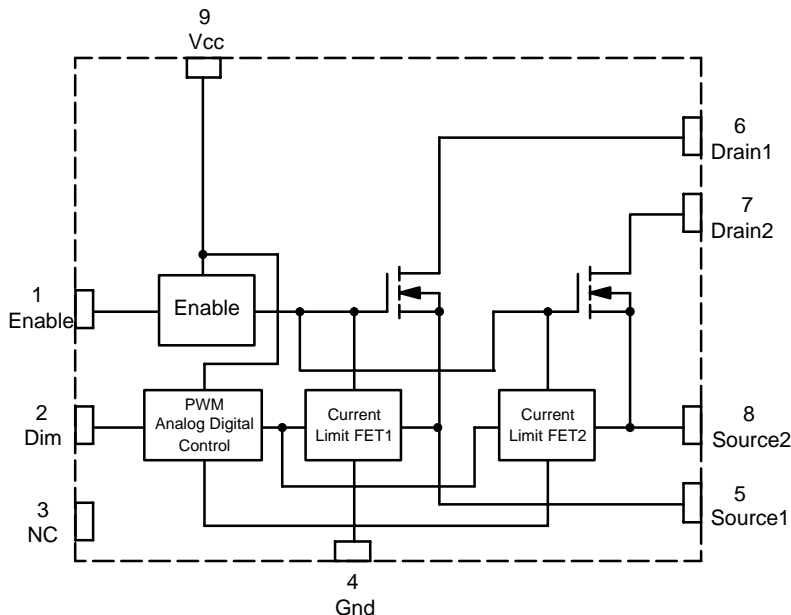 9
Vcc
6
Drain1
7
Drain2
1
Enable
Enable
2
Dim
PWM
Analog Digital
Control
Current
Limit FET1
Current
Limit FET2
8
Source2
3
NC
5
Source1
4
Gnd